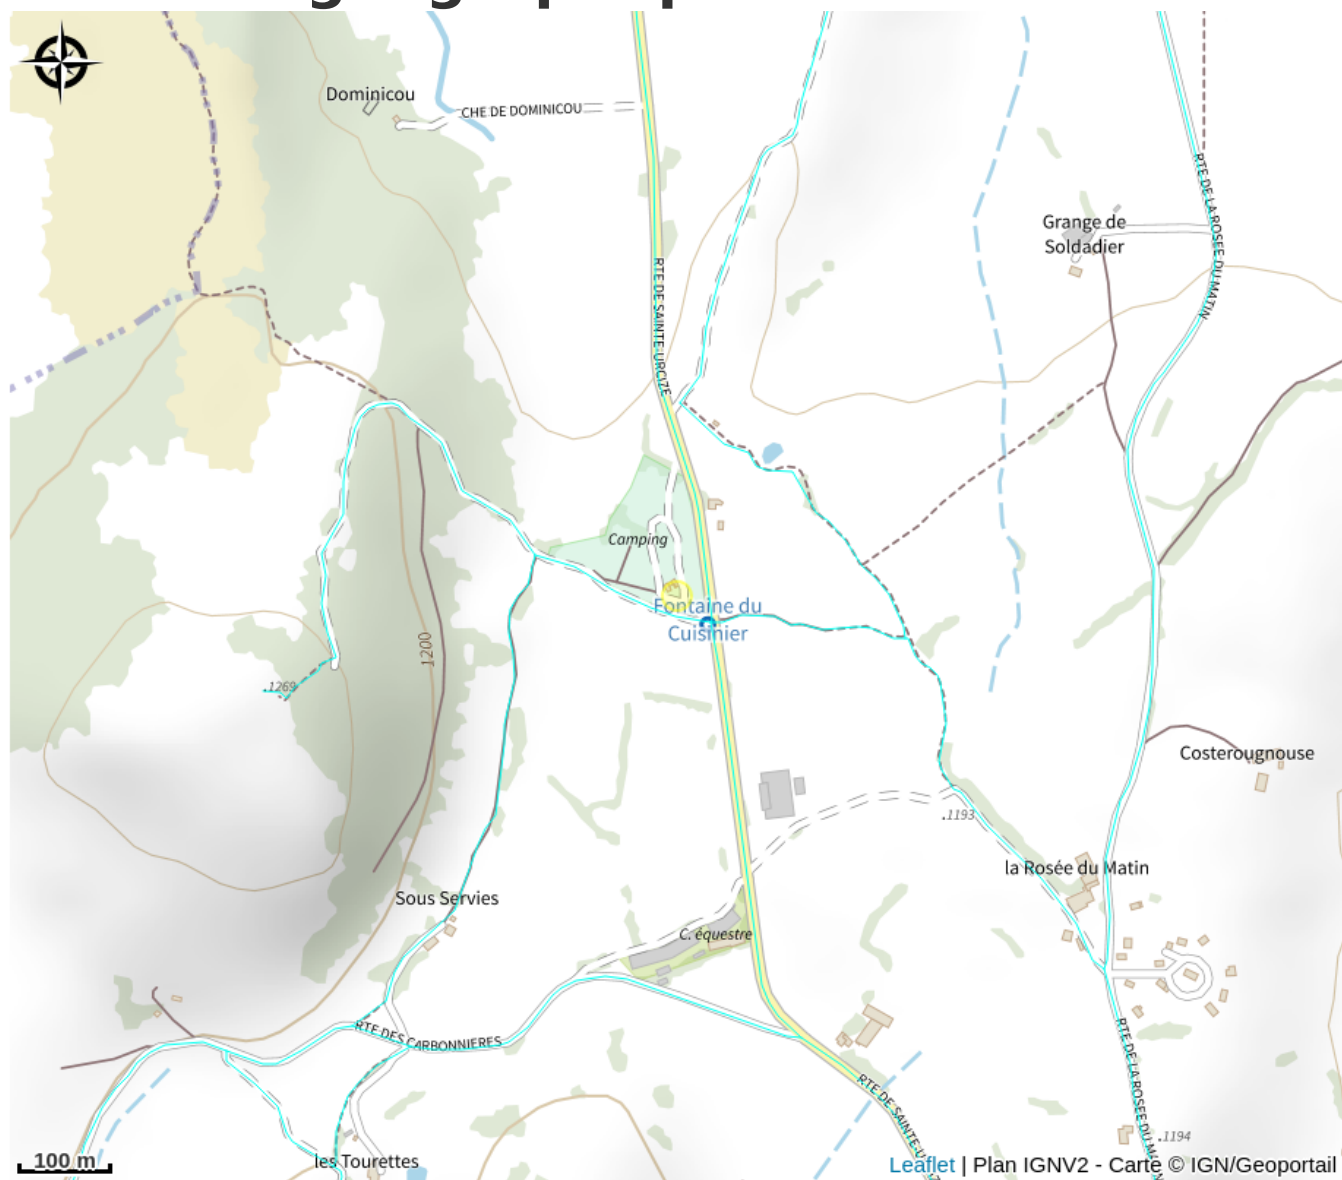 Dominicou
CHE DE DOMINICOU
RTE DE LA ROSEE DU MATIN
Grange de
Soldadier
RTE DE SAINTE-URCIZE
Camping
Fontaine du
Cuisinier
1200
.1269
Costerougnouse
.1193
la Rosée du Matin
Sous Servies
C. équestre
RTE DES CARBONNIERES
RTE DE LA ROSEE DU M
RTE DE SAINTE-U
.1194
les Tourettes
100 m
Leaflet | Plan IGNV2 - Carte © IGN/Geoportail